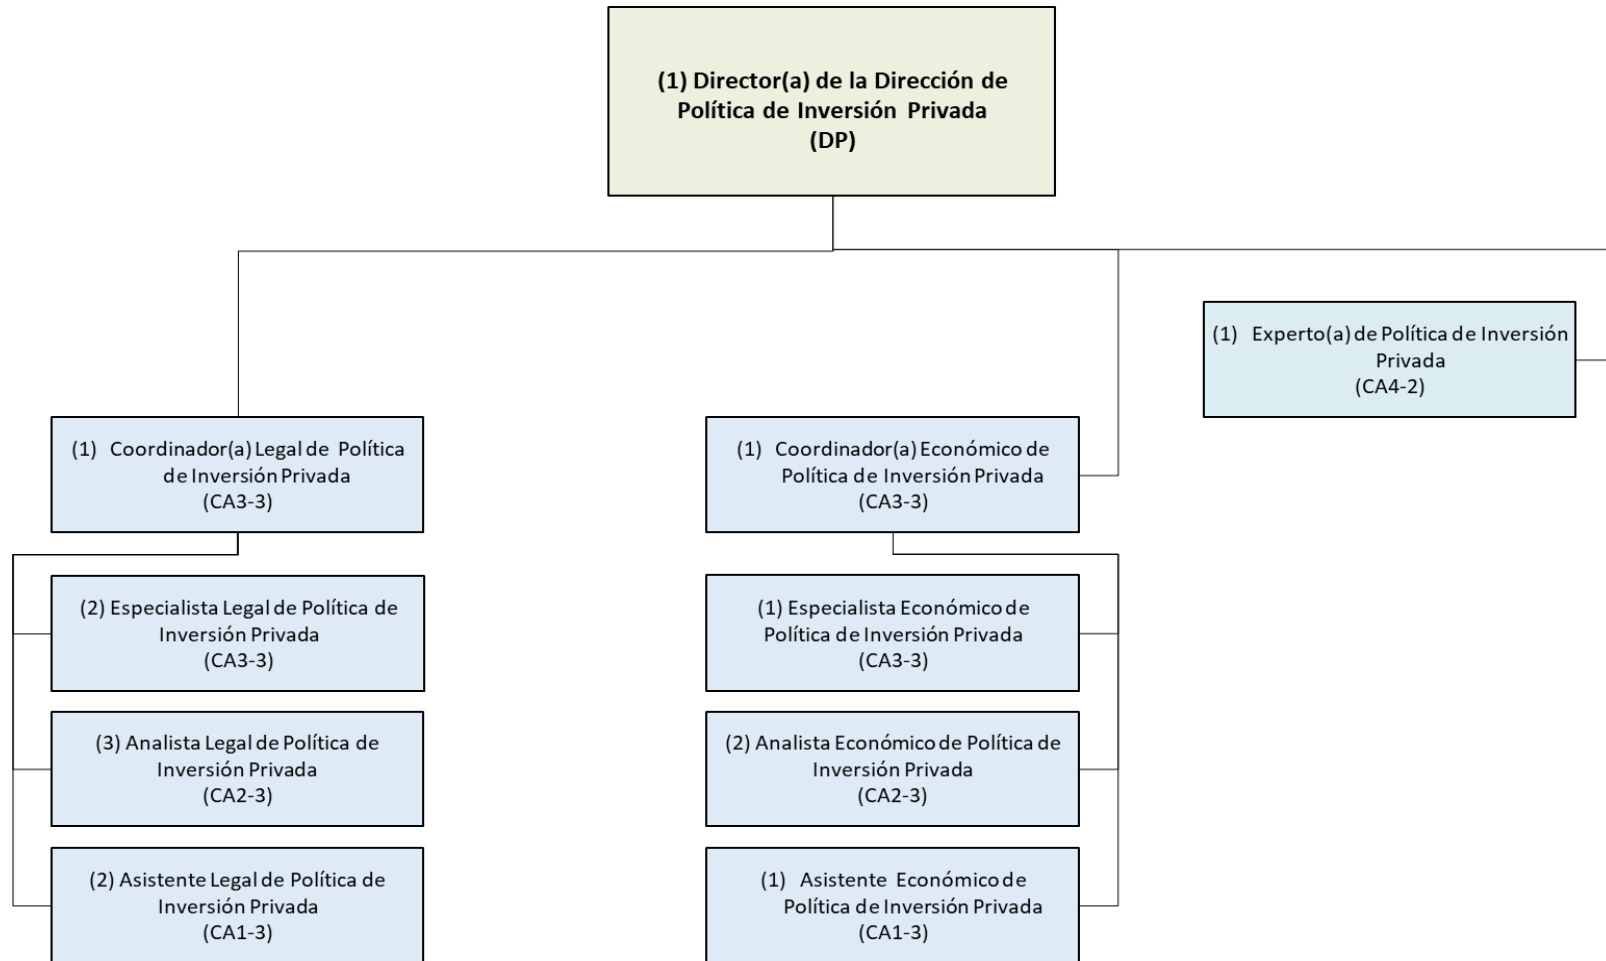 (1) Director(a) de la Dirección de
Política de Inversión Privada
(DP)
(1) Experto(a) de Política de Inversión
Privada
(CA4-2)
(1) Coordinador(a) Legal de Política
de Inversión Privada
(CA3-3)
(1) Coordinador(a) Económico de
Política de Inversión Privada
(CA3-3)
(2) Especialista Legal de Política de
Inversión Privada
(CA3-3)
(1) Especialista Económico de
Política de Inversión Privada
(CA3-3)
(3) Analista Legal de Política de
Inversión Privada
(CA2-3)
(2) Analista Económico de Política de
Inversión Privada
(CA2-3)
(2) Asistente Legal de Política de
Inversión Privada
(CA1-3)
(1) Asistente Económico de
Política de Inversión Privada
(CA1-3)